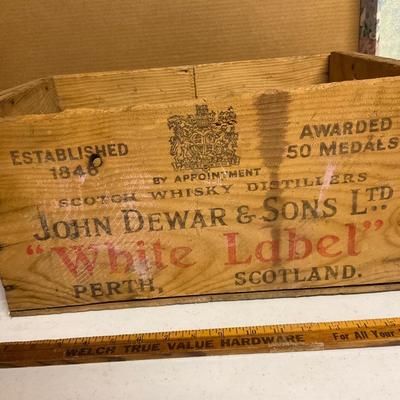 ESTABLISHED
1846
BY APPOINTMENT
AWARDED
50 MEDALS
SCOTCH WHISKY DISTILLERS
JOHN DEWAR & SONS LTD.
"White Label"
PERTH, SCOTLAND.
WELCH TRUE VALUE HARDWARE
For All Your